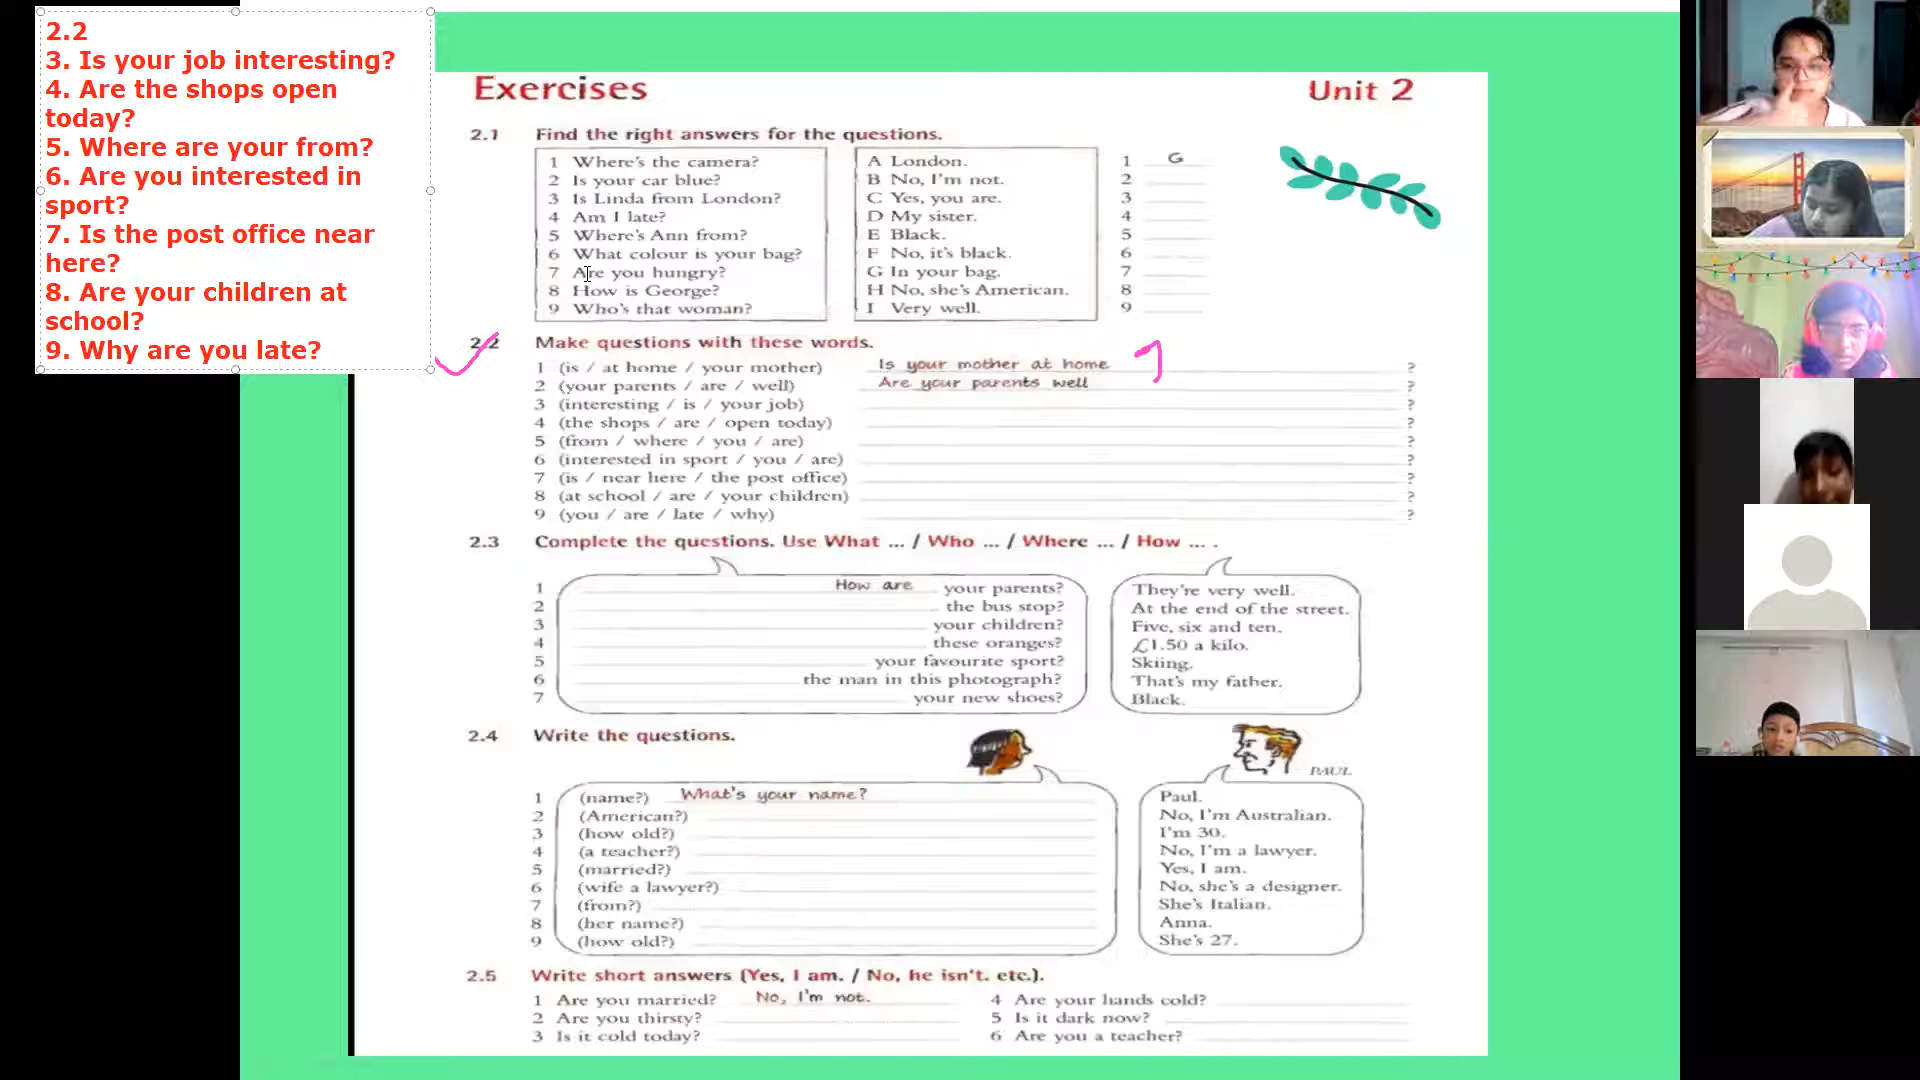 2.2
3. Is your job interesting?
4. Are the shops open
today?
5. Where are your from?
6. Are you interested in
sport?
7. Is the post office near
here?
8. Are your children at
school?
9. Why are you late?
Exercises
Unit 2
2.1 Find the right answers for the questions.
1 Where's the camera?
2 Is your car blue?
3 Is Linda from London?
4 Am I late?
5 Where's Ann from?
6 What colour is your bag?
7 Are you hungry?
8 How is George?
9 Who's that woman?
A London.
B No, I'm not.
C Yes, you are.
D My sister.
E Black.
F No, it's black.
G In your bag.
H No, she's American.
I Very well.
1 G
2
3
4
5
6
7
8
9
2.2 Make questions with these words.
1 (is / at home / your mother) Is your mother at home ?
2 (your parents / are / well) Are your parents well ?
3 (interesting / is / your job) ?
4 (the shops / are / open today) ?
5 (from / where / you / are) ?
6 (interested in sport / you / are) ?
7 (is / near here / the post office) ?
8 (at school / are / your children) ?
9 (you / are / late / why) ?
2.3 Complete the questions. Use What ... / Who ... / Where ... / How ... .
1 How are your parents?
2 the bus stop?
3 your children?
4 these oranges?
5 your favourite sport?
6 the man in this photograph?
7 your new shoes?
They're very well.
At the end of the street.
Five, six and ten.
£1.50 a kilo.
Skiing.
That's my father.
Black.
2.4 Write the questions.
PAUL
1 (name?) What's your name?
2 (American?)
3 (how old?)
4 (a teacher?)
5 (married?)
6 (wife a lawyer?)
7 (from?)
8 (her name?)
9 (how old?)
Paul.
No, I'm Australian.
I'm 30.
No, I'm a lawyer.
Yes, I am.
No, she's a designer.
She's Italian.
Anna.
She's 27.
2.5 Write short answers (Yes, I am. / No, he isn't. etc.).
1 Are you married? No, I'm not.
2 Are you thirsty?
3 Is it cold today?
4 Are your hands cold?
5 Is it dark now?
6 Are you a teacher?